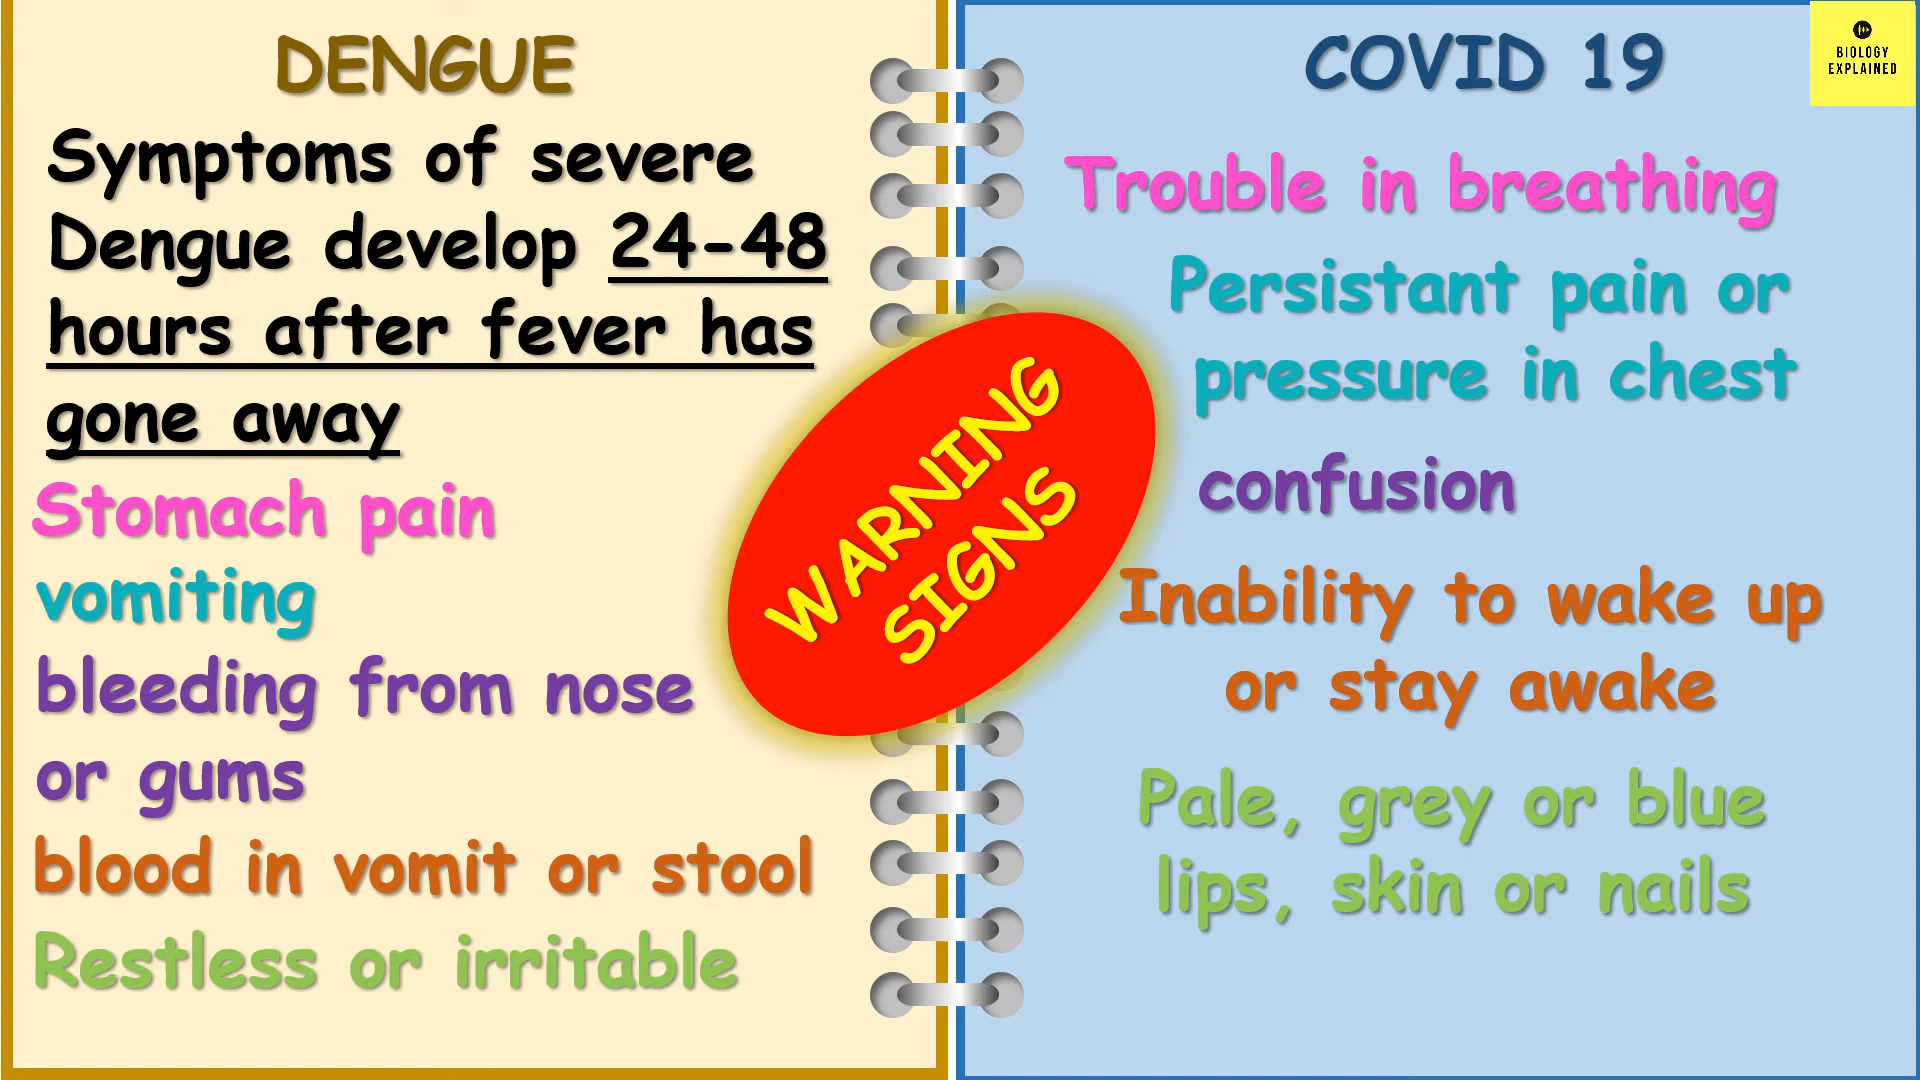 DENGUE
Symptoms of severe
Dengue develop 24-48
hours after fever has
gone away
Stomach pain
vomiting
bleeding from nose
or gums
blood in vomit or stool
Restless or irritable
WARNING
SIGNS
COVID 19
Trouble in breathing
Persistant pain or
pressure in chest
confusion
Inability to wake up
or stay awake
Pale, grey or blue
lips, skin or nails
BIOLOGY
EXPLAINED